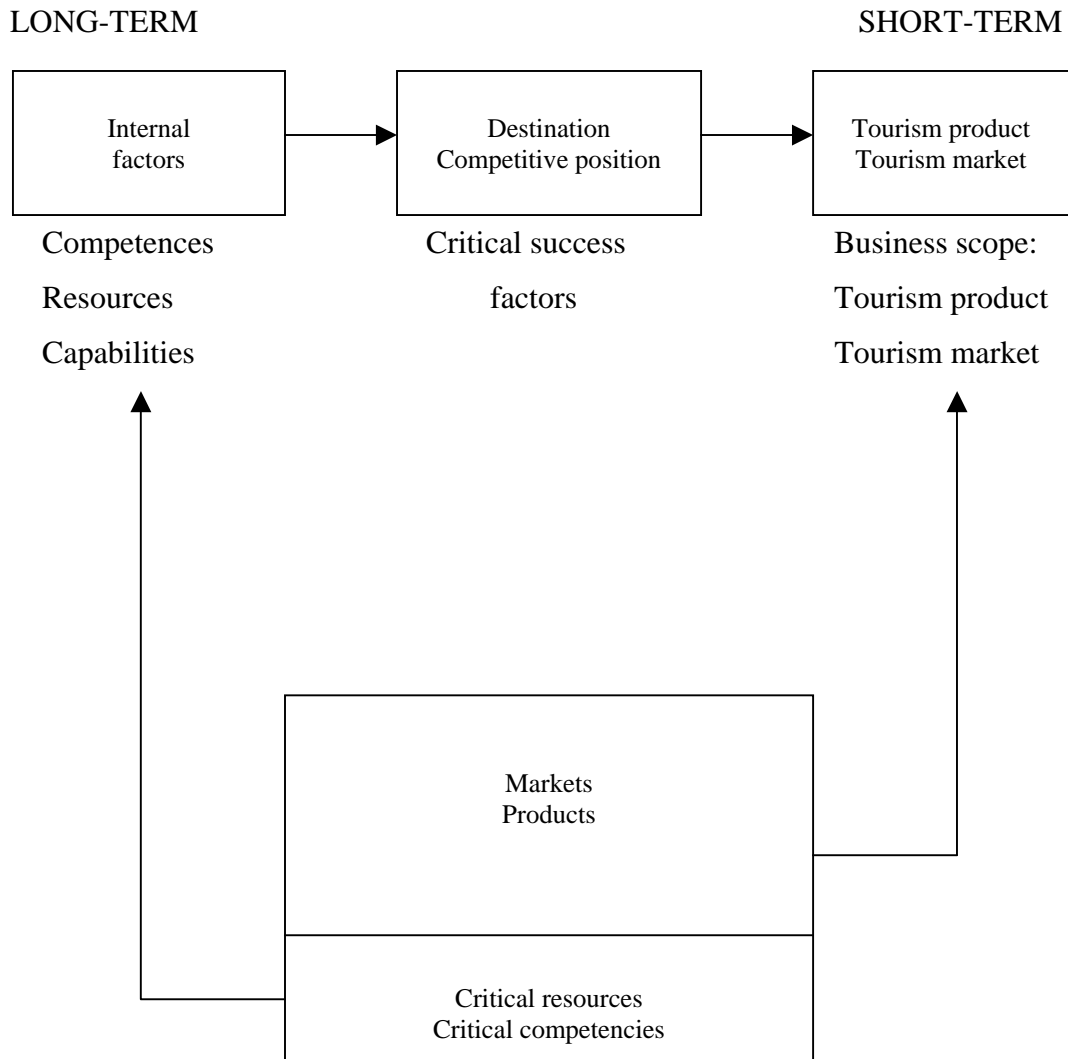 LONG-TERM
SHORT-TERM
Internal
factors
Destination
Competitive position
Tourism product
Tourism market
Competences
Resources
Capabilities
Critical success
factors
Business scope:
Tourism product
Tourism market
Markets
Products
Critical resources
Critical competencies